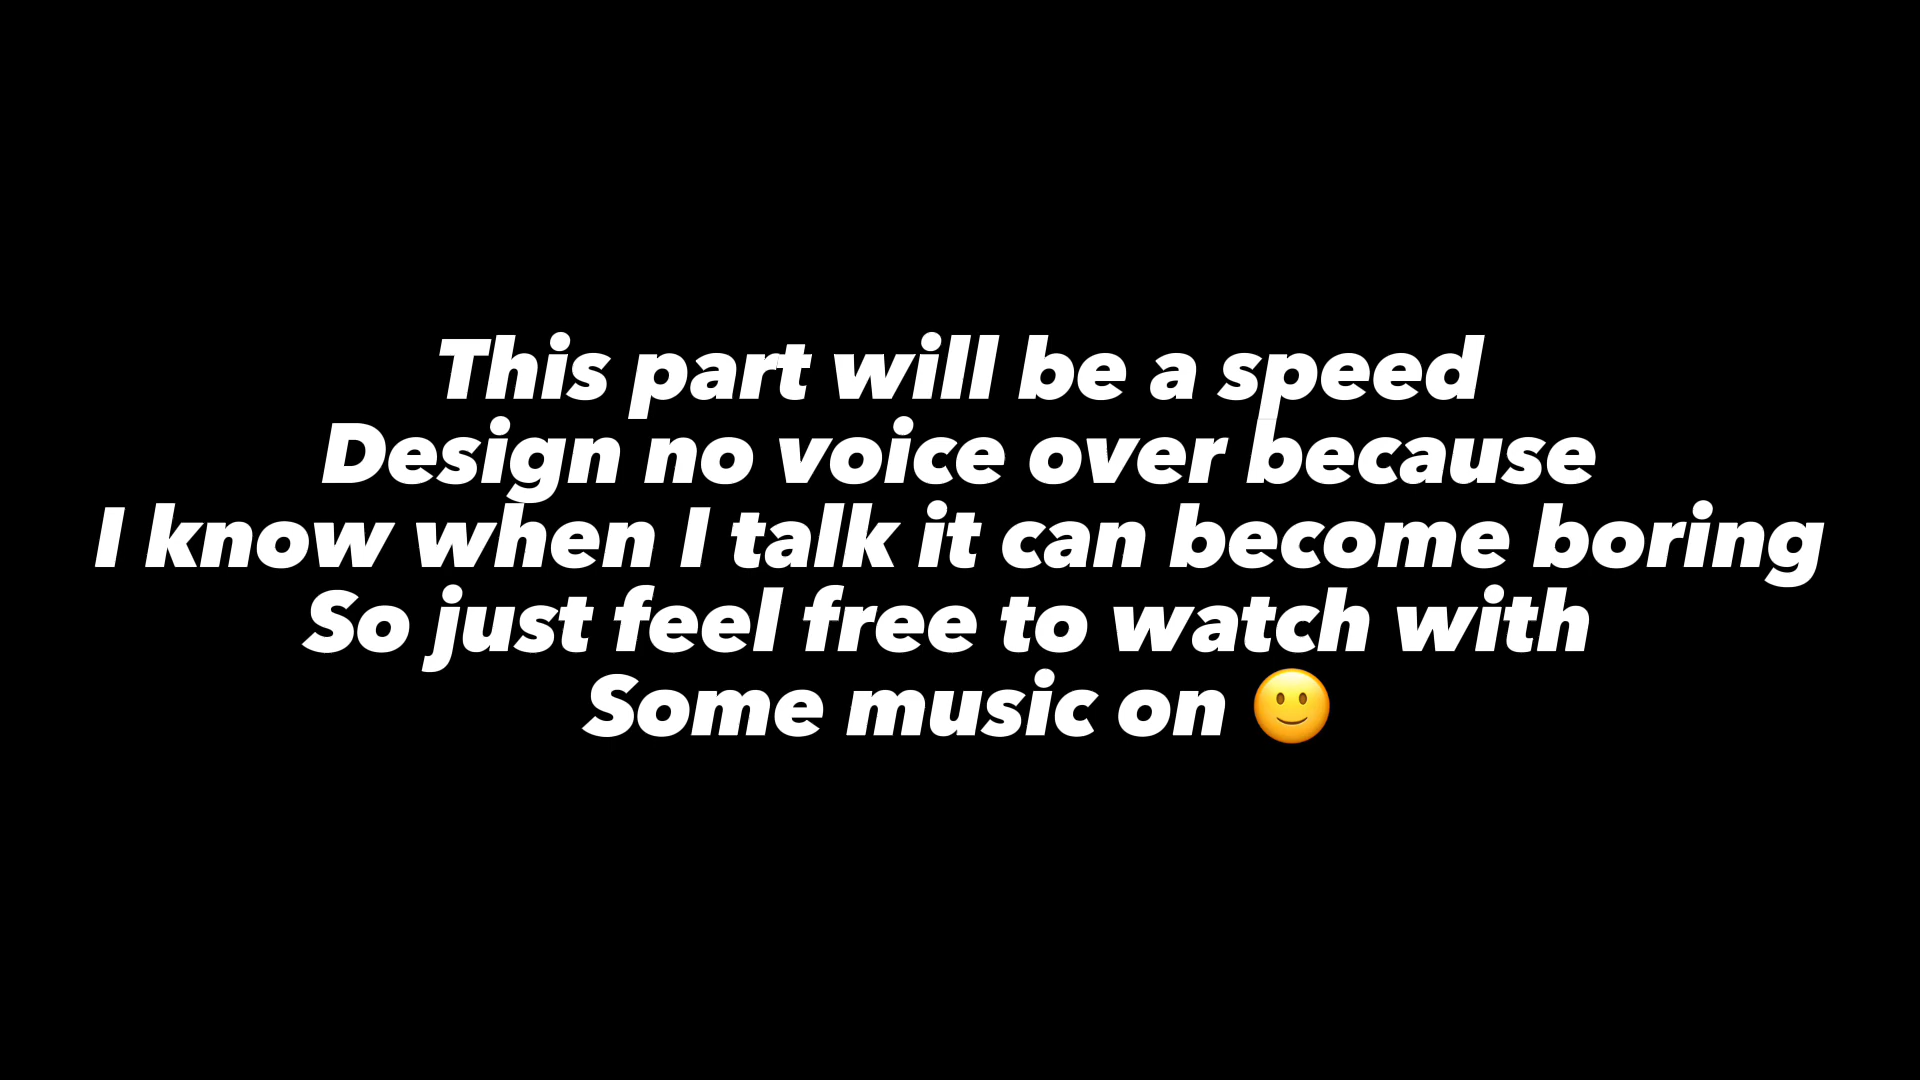 This part will be a speed
Design no voice over because
I know when I talk it can become boring
So just feel free to watch with
Some music on 🙂